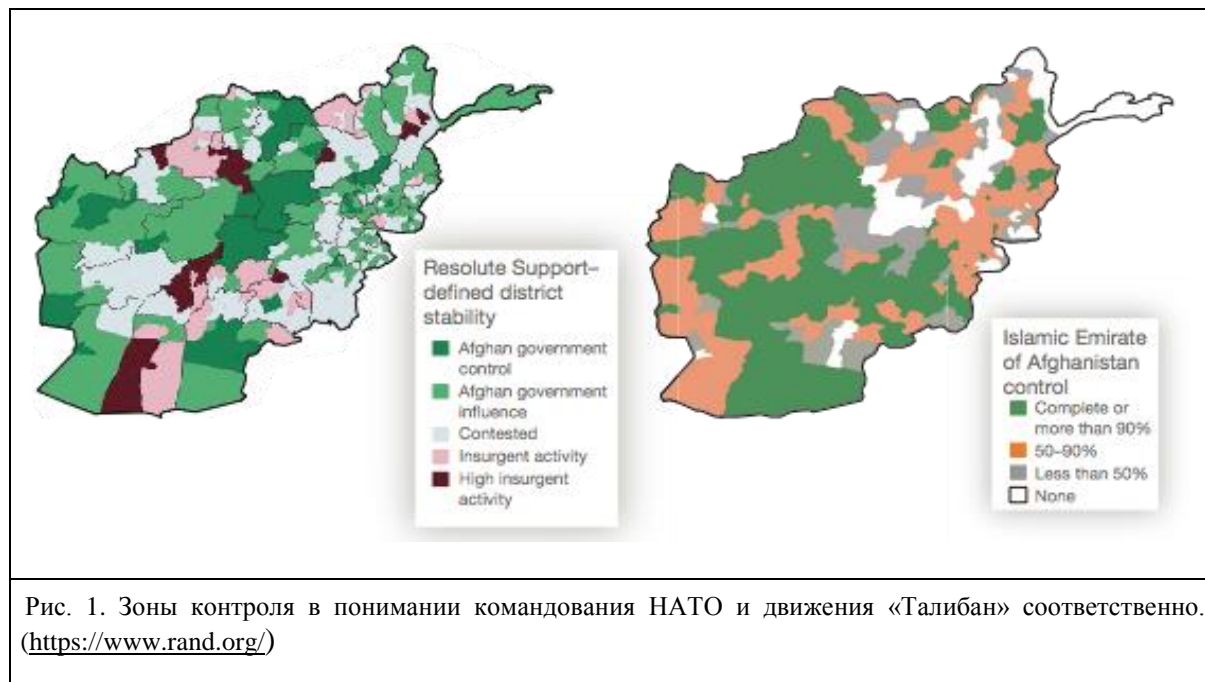 Resolute Support–
defined district
stability
Afghan government
control
Afghan government
influence
Contested
Insurgent activity
High insurgent
activity
Islamic Emirate
of Afghanistan
control
Complete or
more than 90%
50–90%
Less than 50%
None
Рис. 1. Зоны контроля в понимании командования НАТО и движения «Талибан» соответственно.
(https://www.rand.org/)